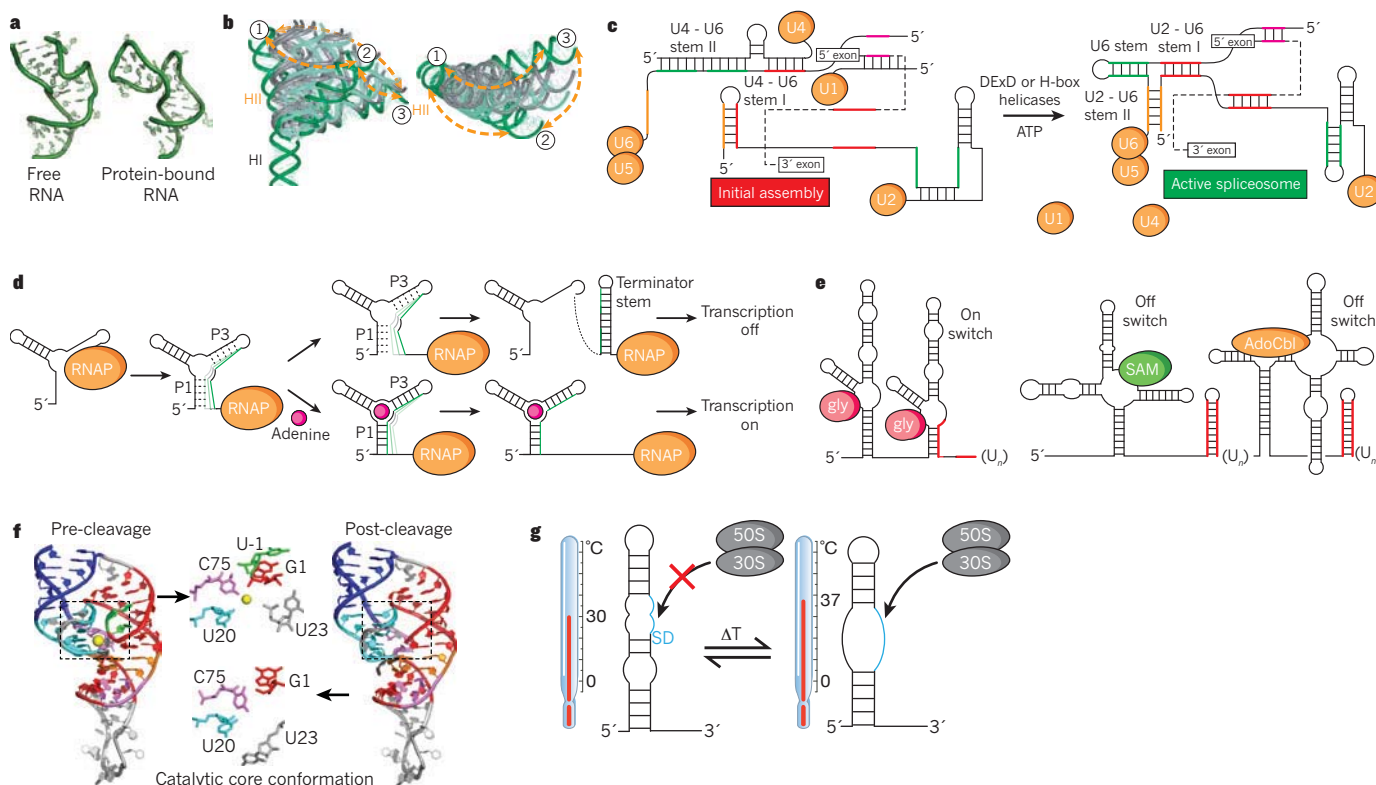 a
Free
RNA
Protein-bound
RNA
b
1
2
3
HII
HI
1
3
2
HII
c
U4 - U6
stem II
U4
5′
5′ exon
5′
U4 - U6
stem I
U1
U6
U5
5′
3′ exon
Initial assembly
U2
DExD or H-box
helicases
ATP
U2 - U6
stem I
U6 stem
5′ exon
5′
U2 - U6
stem II
U6
U5
5′
3′ exon
Active spliceosome
U2
U1
U4
d
RNAP
5′
P3
P1
RNAP
5′
Adenine
P3
P1
5′
RNAP
Terminator
stem
RNAP
5′
Transcription
off
P3
P1
5′
RNAP
5′
RNAP
Transcription
on
e
On
switch
gly
gly
5′
(Un)
Off
switch
SAM
5′
(Un)
Off
switch
AdoCbl
5′
(Un)
f
Pre-cleavage
Post-cleavage
U-1
C75
G1
U20
U23
C75
G1
U20
U23
Catalytic core conformation
g
°C
30
0
SD
50S
30S
5′
3′
ΔT
°C
37
0
50S
30S
5′
3′